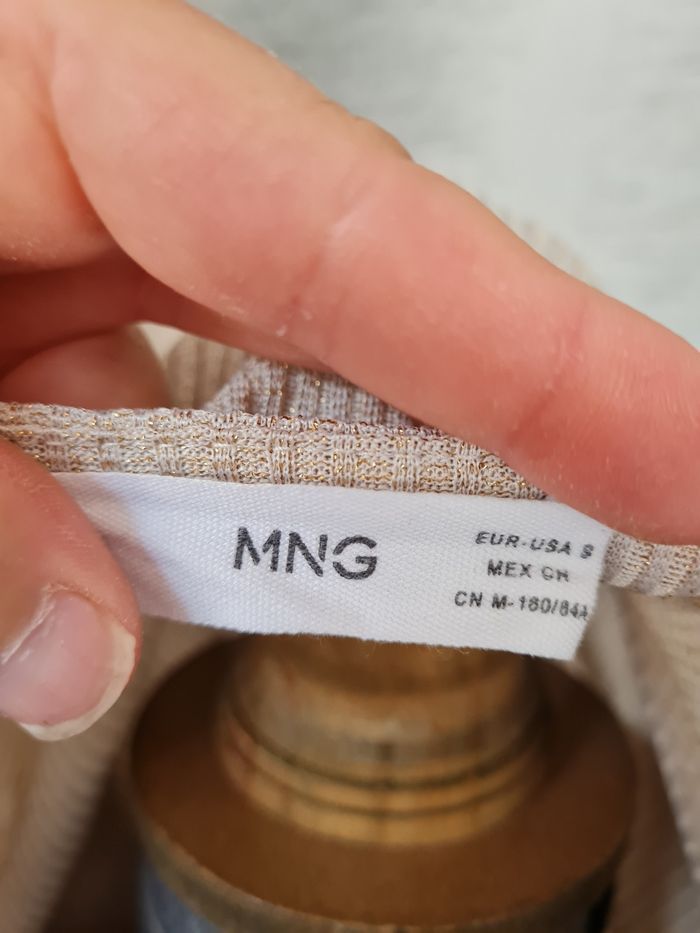 MNG
EUR-USA S
MEX CH
CN M-160/84A